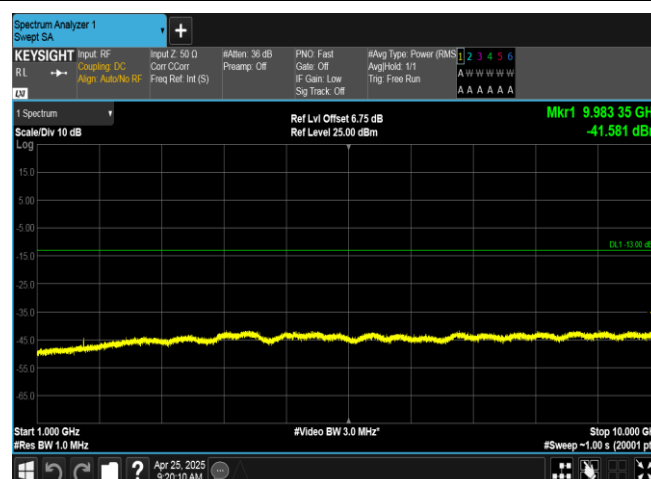 Spectrum Analyzer 1
Swept SA
+
KEYSIGHT Input: RF Input Z: 50 Ω #Atten: 36 dB PNO: Fast #Avg Type: Power (RMS 1 2 3 4 5 6
RL Coupling: DC Corr CCorr Preamp: Off Gate: Off Avg|Hold: 1/1 A W W W W W
Align: Auto/No RF Freq Ref: Int (S) IF Gain: Low Trig: Free Run
LXI Sig Track: Off A A A A A A
1 Spectrum Ref Lvl Offset 6.75 dB Mkr1 9.983 35 GH
Scale/Div 10 dB Ref Level 25.00 dBm -41.581 dB
Log
15.0
5.00
-5.00
DL1 -13.00 dB
-15.0
-25.0
-35.0
-45.0
-55.0
-65.0
Start 1.000 GHz #Video BW 3.0 MHz* Stop 10.000 GH
#Res BW 1.0 MHz #Sweep ~1.00 s (20001 pt
? Apr 25, 2025
9:20:10 AM